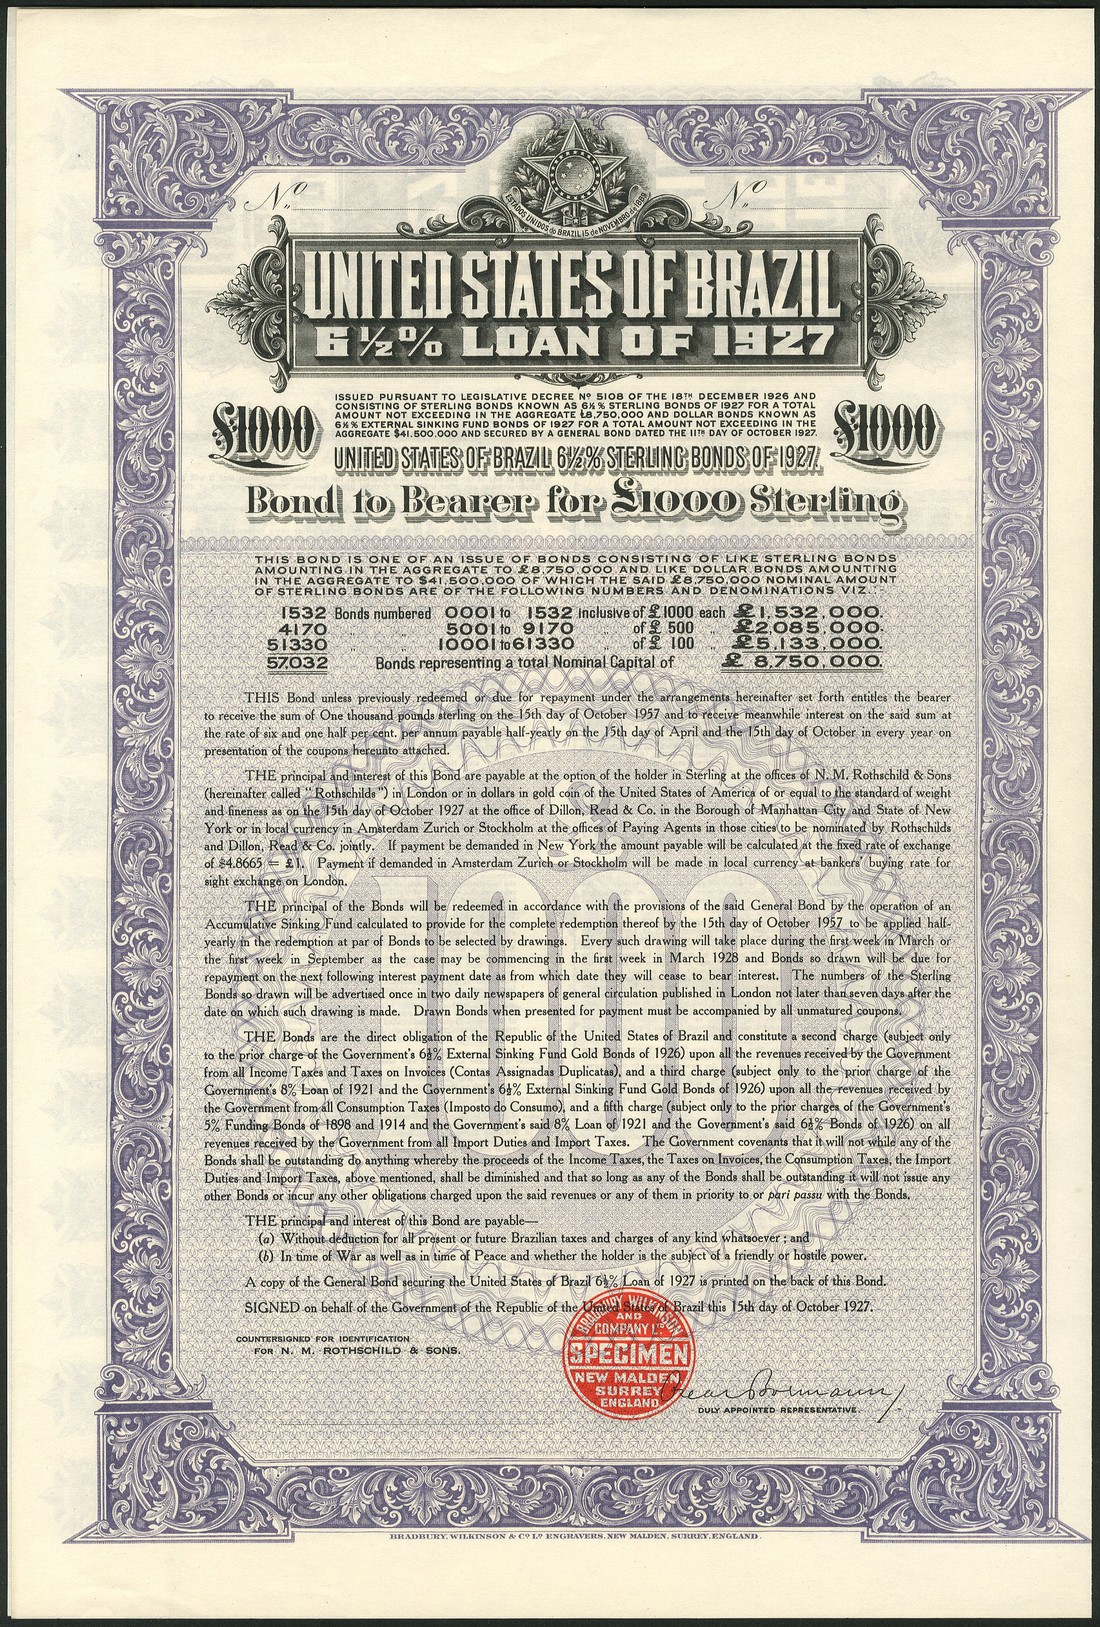 ESTADOS UNIDOS do BRAZIL 15 de NOVEMBRO de 1889
Nº Nº
UNITED STATES OF BRAZIL
6½% LOAN OF 1927
£1000 £1000
ISSUED PURSUANT TO LEGISLATIVE DECREE Nº 5108 OF THE 18TH DECEMBER 1926 AND
CONSISTING OF STERLING BONDS KNOWN AS 6½% STERLING BONDS OF 1927 FOR A TOTAL
AMOUNT NOT EXCEEDING IN THE AGGREGATE £8,750,000 AND DOLLAR BONDS KNOWN AS
6½% EXTERNAL SINKING FUND BONDS OF 1927 FOR A TOTAL AMOUNT NOT EXCEEDING IN THE
AGGREGATE $41.500,000 AND SECURED BY A GENERAL BOND DATED THE 11TH DAY OF OCTOBER 1927.
UNITED STATES OF BRAZIL 6½% STERLING BONDS OF 1927.
Bond to Bearer for £1000 Sterling
THIS BOND IS ONE OF AN ISSUE OF BONDS CONSISTING OF LIKE STERLING BONDS
AMOUNTING IN THE AGGREGATE TO £8,750,000 AND LIKE DOLLAR BONDS AMOUNTING
IN THE AGGREGATE TO $41,500,000 OF WHICH THE SAID £8,750,000 NOMINAL AMOUNT
OF STERLING BONDS ARE OF THE FOLLOWING NUMBERS AND DENOMINATIONS VIZ.:-
1532 Bonds numbered 0001 to 1532 inclusive of £1000 each £1,532,000.
4170 " " 5001 to 9170 " of £ 500 " £2,085,000.
51330 " " 10001 to 61330 " of £ 100 " £5,133,000.
57,032 Bonds representing a total Nominal Capital of £ 8,750,000.
THIS Bond unless previously redeemed or due for repayment under the arrangements hereinafter set forth entitles the bearer
to receive the sum of One thousand pounds sterling on the 15th day of October 1957 and to receive meanwhile interest on the said sum at
the rate of six and one half per cent. per annum payable half-yearly on the 15th day of April and the 15th day of October in every year on
presentation of the coupons hereunto attached.
THE principal and interest of this Bond are payable at the option of the holder in Sterling at the offices of N. M. Rothschild & Sons
(hereinafter called "Rothschilds") in London or in dollars in gold coin of the United States of America of or equal to the standard of weight
and fineness as on the 15th day of October 1927 at the office of Dillon, Read & Co. in the Borough of Manhattan City and State of New
York or in local currency in Amsterdam Zurich or Stockholm at the offices of Paying Agents in those cities to be nominated by Rothschilds
and Dillon, Read & Co. jointly. If payment be demanded in New York the amount payable will be calculated at the fixed rate of exchange
of $4.8665 = £1. Payment if demanded in Amsterdam Zurich or Stockholm will be made in local currency at bankers' buying rate for
sight exchange on London.
THE principal of the Bonds will be redeemed in accordance with the provisions of the said General Bond by the operation of an
Accumulative Sinking Fund calculated to provide for the complete redemption thereof by the 15th day of October 1957 to be applied half-
yearly in the redemption at par of Bonds to be selected by drawings. Every such drawing will take place during the first week in March or
the first week in September as the case may be commencing in the first week in March 1928 and Bonds so drawn will be due for
repayment on the next following interest payment date as from which date they will cease to bear interest. The numbers of the Sterling
Bonds so drawn will be advertised once in two daily newspapers of general circulation published in London not later than seven days after the
date on which such drawing is made. Drawn Bonds when presented for payment must be accompanied by all unmatured coupons.
THE Bonds are the direct obligation of the Republic of the United States of Brazil and constitute a second charge (subject only
to the prior charge of the Government's 6½% External Sinking Fund Gold Bonds of 1926) upon all the revenues received by the Government
from all Income Taxes and Taxes on Invoices (Contas Assignadas Duplicatas), and a third charge (subject only to the prior charge of the
Government's 8% Loan of 1921 and the Government's 6½% External Sinking Fund Gold Bonds of 1926) upon all the revenues received by
the Government from all Consumption Taxes (Imposto do Consumo), and a fifth charge (subject only to the prior charges of the Government's
5% Funding Bonds of 1898 and 1914 and the Government's said 8% Loan of 1921 and the Government's said 6½% Bonds of 1926) on all
revenues received by the Government from all Import Duties and Import Taxes. The Government covenants that it will not while any of the
Bonds shall be outstanding do anything whereby the proceeds of the Income Taxes, the Taxes on Invoices, the Consumption Taxes, the Import
Duties and Import Taxes, above mentioned, shall be diminished and that so long as any of the Bonds shall be outstanding it will not issue any
other Bonds or incur any other obligations charged upon the said revenues or any of them in priority to or pari passu with the Bonds.
THE principal and interest of this Bond are payable—
(a) Without deduction for all present or future Brazilian taxes and charges of any kind whatsoever; and
(b) In time of War as well as in time of Peace and whether the holder is the subject of a friendly or hostile power.
A copy of the General Bond securing the United States of Brazil 6½% Loan of 1927 is printed on the back of this Bond.
SIGNED on behalf of the Government of the Republic of the United States of Brazil this 15th day of October 1927.
COUNTERSIGNED FOR IDENTIFICATION
FOR N. M. ROTHSCHILD & SONS.
BRADBURY, WILKINSON
AND
COMPANY LD.
SPECIMEN
NEW MALDEN,
SURREY,
ENGLAND
DULY APPOINTED REPRESENTATIVE.
1000
BRADBURY, WILKINSON & Cº Lº ENGRAVERS, NEW MALDEN, SURREY, ENGLAND.